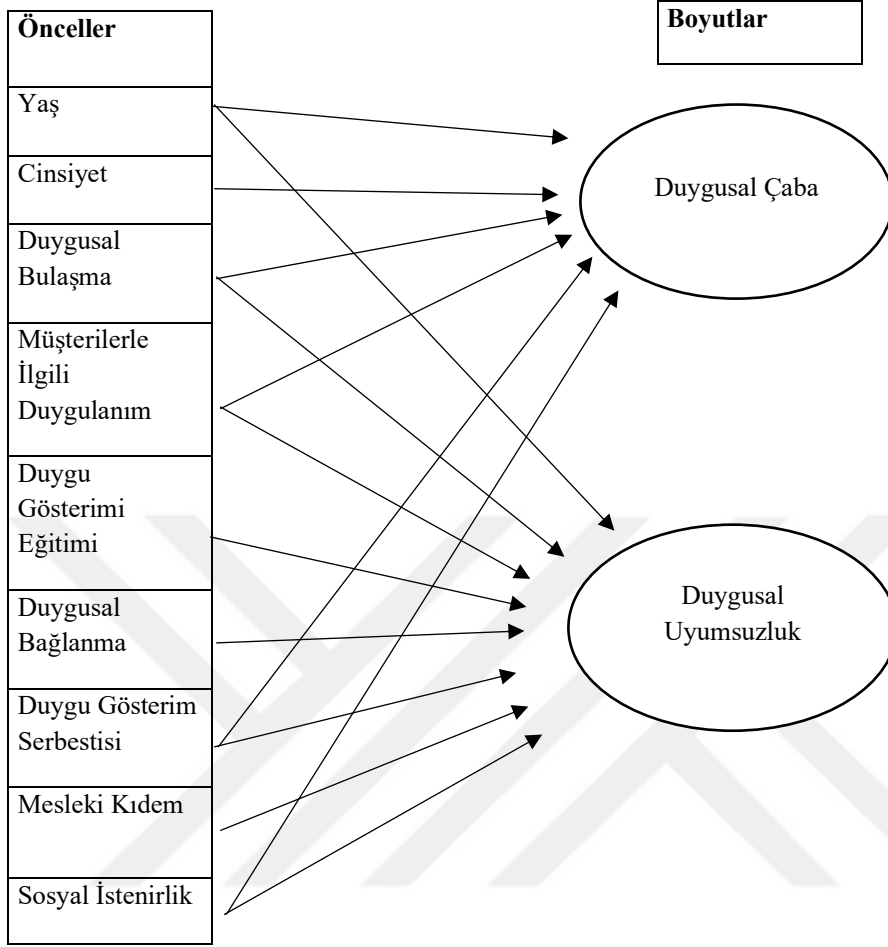 Önceller
Boyutlar
Yaş
Cinsiyet
Duygusal
Bulaşma
Müşterilerle
İlgili
Duygulanım
Duygu
Gösterimi
Eğitimi
Duygusal
Bağlanma
Duygu Gösterim
Serbestisi
Mesleki Kıdem
Sosyal İstenirlik
Duygusal Çaba
Duygusal
Uyumsuzluk